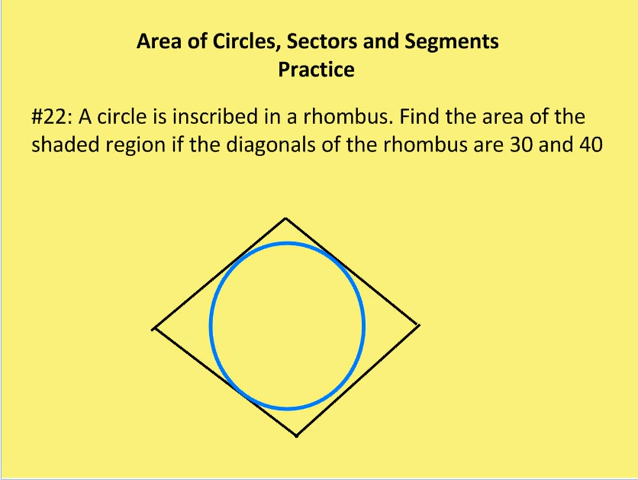 Area of Circles, Sectors and Segments
Practice
#22: A circle is inscribed in a rhombus. Find the area of the
shaded region if the diagonals of the rhombus are 30 and 40